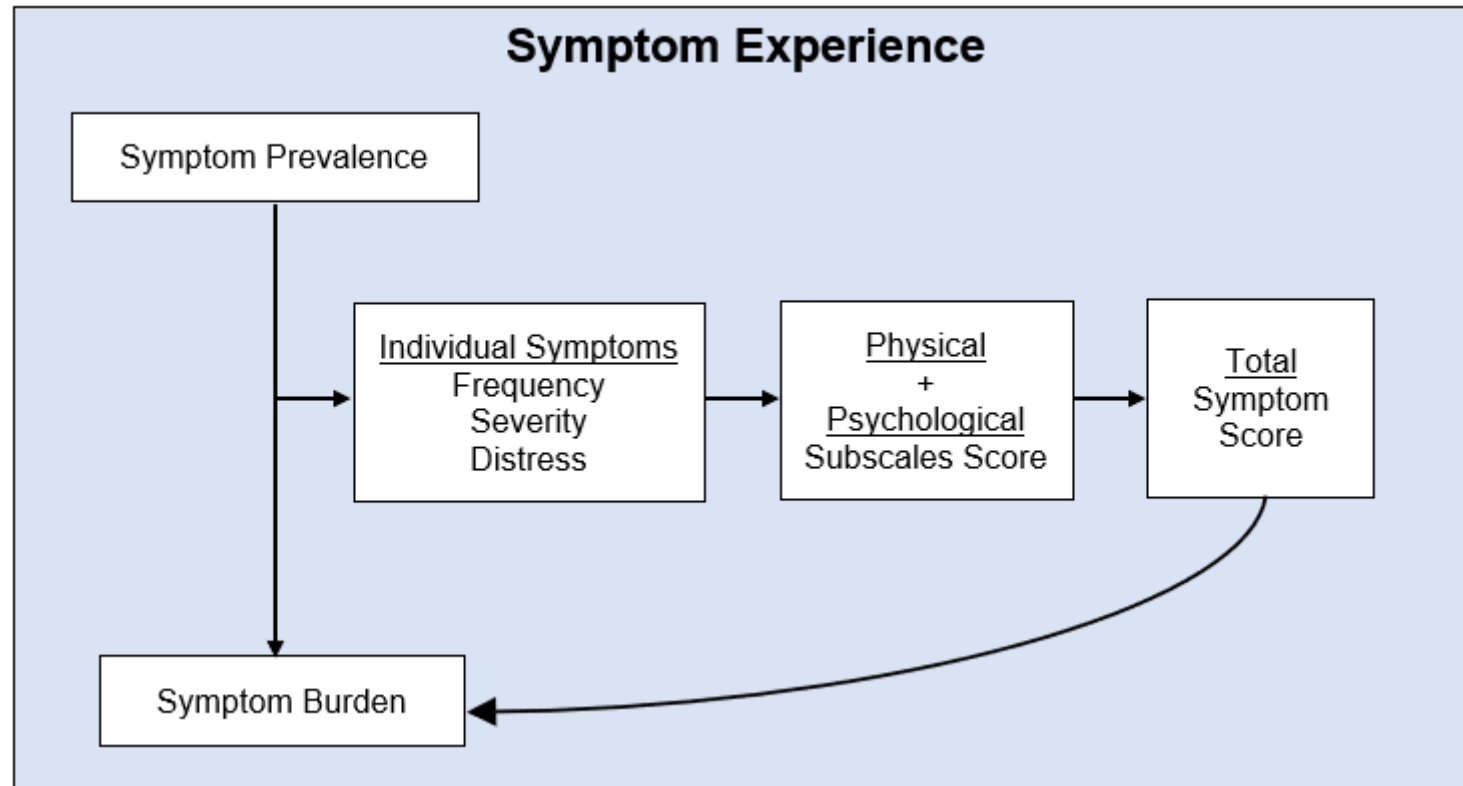 Symptom Experience
Symptom Prevalence
Individual Symptoms
Frequency
Severity
Distress
Physical
+
Psychological
Subscales Score
Total
Symptom
Score
Symptom Burden